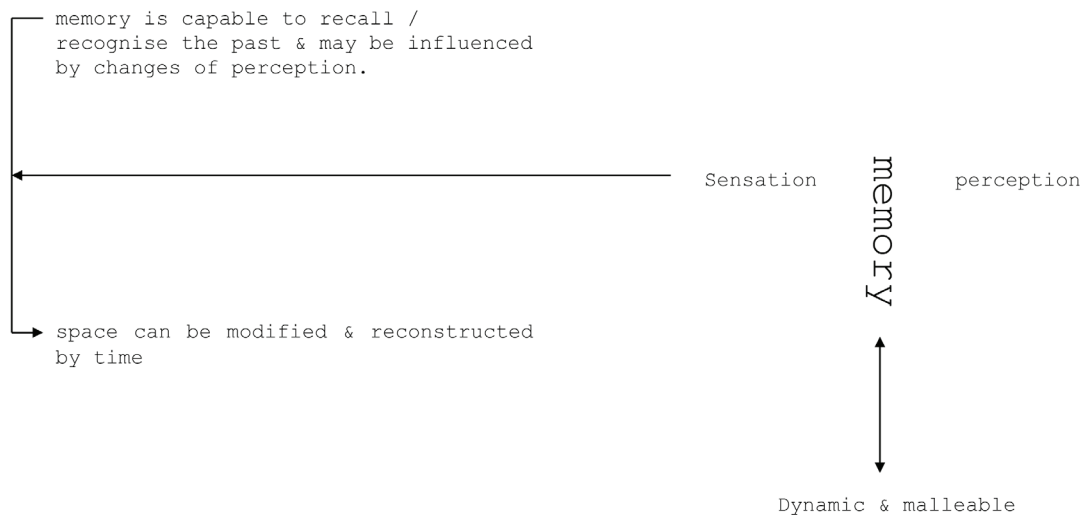 memory is capable to recall /
recognise the past & may be influenced
by changes of perception.
Sensation
memory
perception
space can be modified & reconstructed
by time
Dynamic & malleable